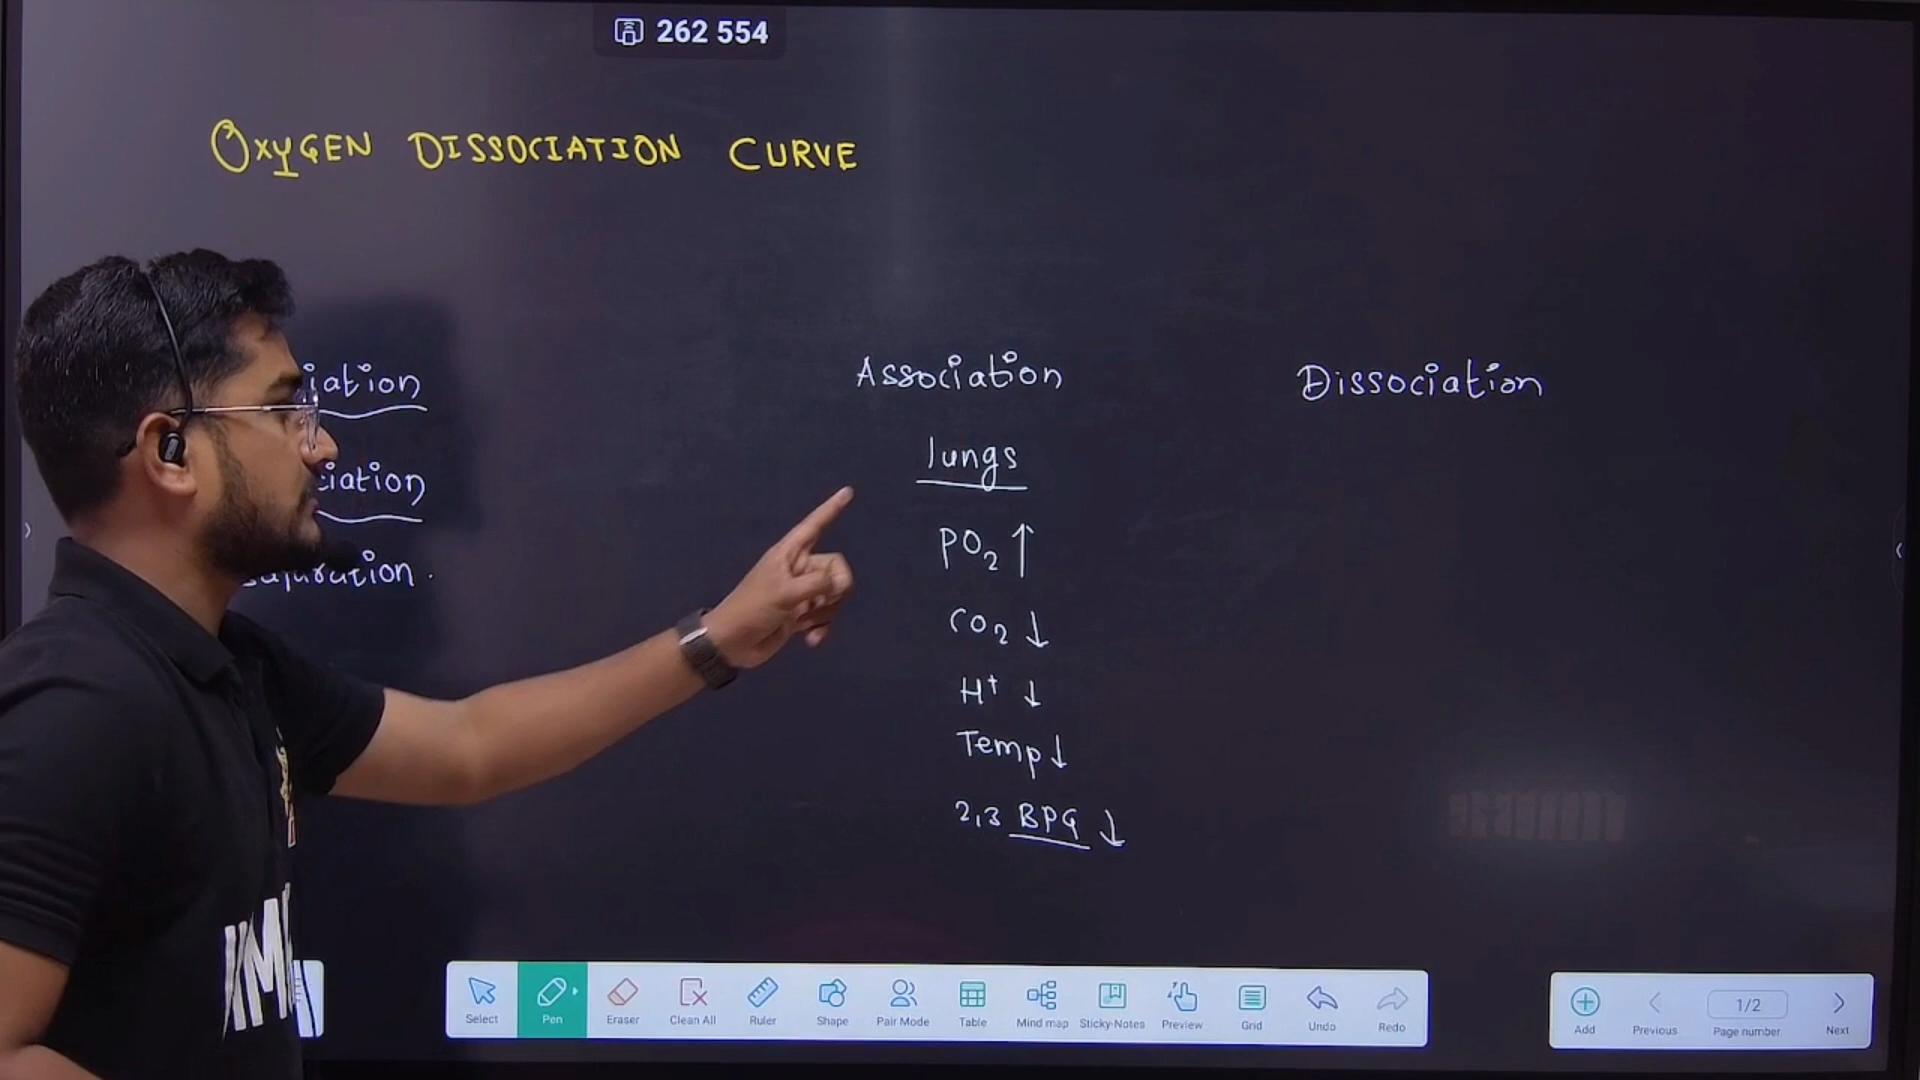 262 554
OXYGEN DISSOCIATION CURVE
Association
Dissociation
lungs
PO2 ↑
CO2 ↓
H+ ↓
Temp ↓
2,3 BPG ↓
Select
Pen
Eraser
Clean All
Ruler
Shape
Pair Mode
Table
Mind map
Sticky-Notes
Preview
Grid
Undo
Redo
Add
Previous
1/2
Page number
Next